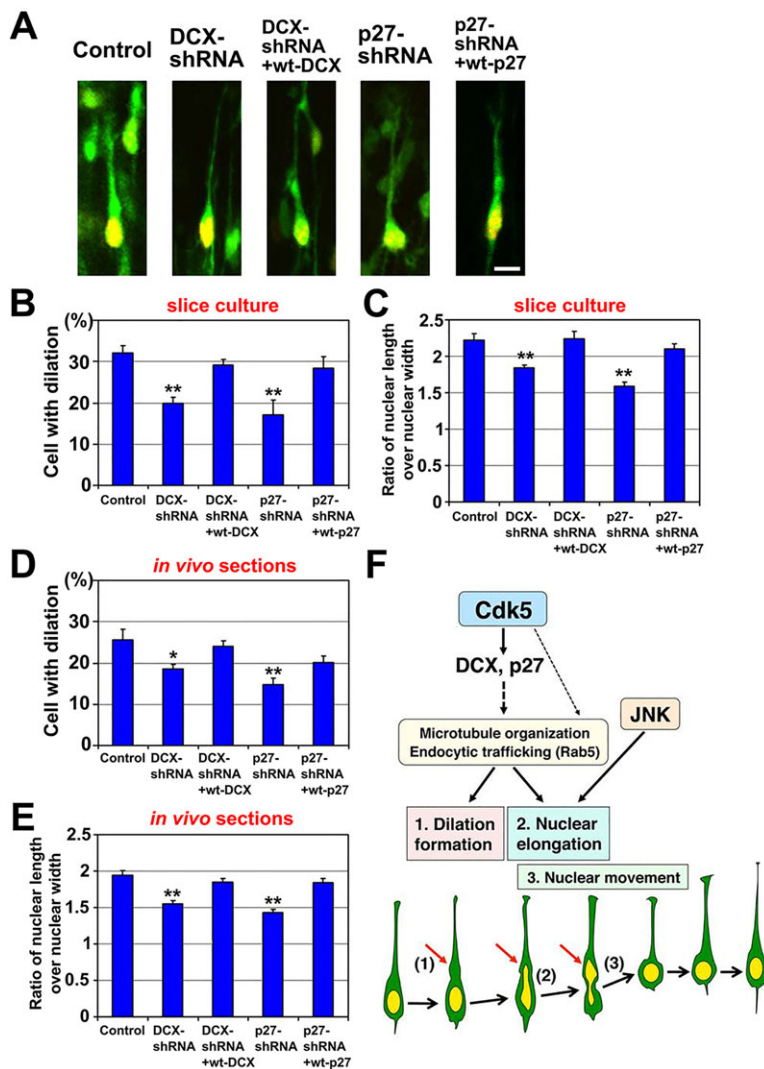 A
Control
DCX-
shRNA
DCX-
shRNA
+wt-DCX
p27-
shRNA
p27-
shRNA
+wt-p27
B
slice culture
(%)
Cell with dilation
30
20
10
0
**
**
Control
DCX-
shRNA
DCX-
shRNA
+wt-DCX
p27-
shRNA
p27-
shRNA
+wt-p27
C
slice culture
Ratio of nuclear length
over nuclear width
2.5
2
1.5
1
0.5
0
**
**
Control
DCX-
shRNA
DCX-
shRNA
+wt-DCX
p27-
shRNA
p27-
shRNA
+wt-p27
D
in vivo sections
(%)
Cell with dilation
30
20
10
0
*
**
Control
DCX-
shRNA
DCX-
shRNA
+wt-DCX
p27-
shRNA
p27-
shRNA
+wt-p27
E
in vivo sections
Ratio of nuclear length
over nuclear width
2.5
2
1.5
1
0.5
0
**
**
Control
DCX-
shRNA
DCX-
shRNA
+wt-DCX
p27-
shRNA
p27-
shRNA
+wt-p27
F
Cdk5
DCX, p27
JNK
Microtubule organization
Endocytic trafficking (Rab5)
1. Dilation
formation
2. Nuclear
elongation
3. Nuclear movement
(1)
(2)
(3)